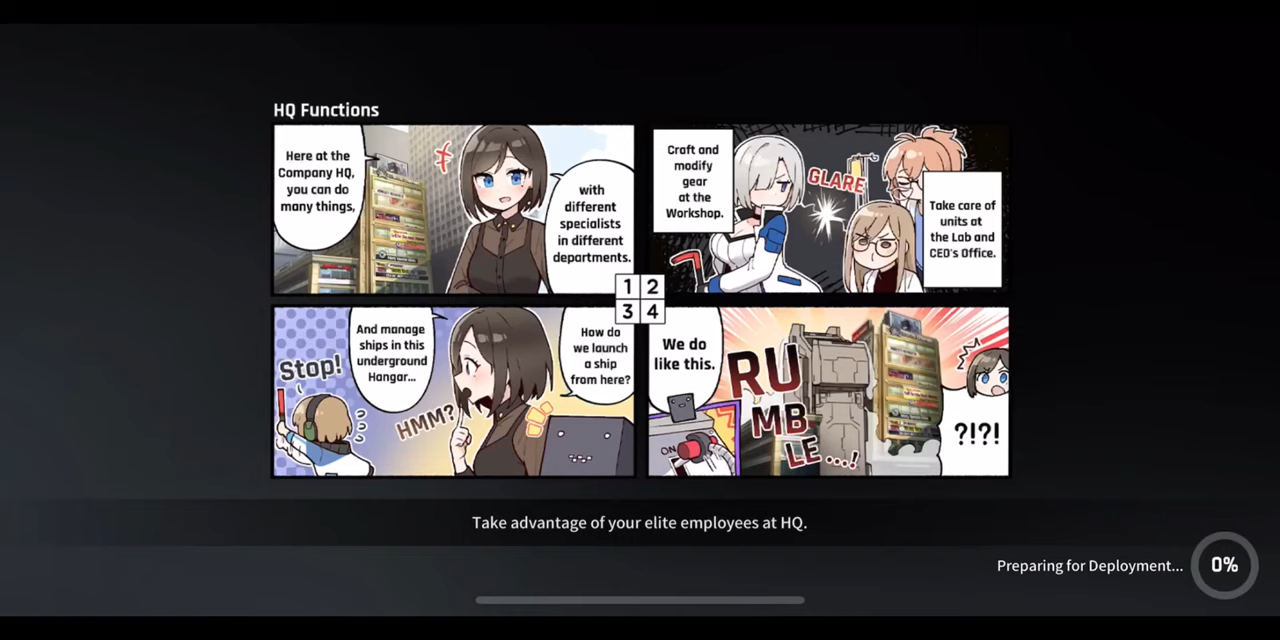 HQ Functions
Here at the
Company HQ,
you can do
many things,
with
different
specialists
in different
departments.
Craft and
modify
gear
at the
Workshop.
GLARE
Take care of
units at
the Lab and
CEO's Office.
1 2
3 4
Stop!
And manage
ships in this
underground
Hangar...
HMM?
How do
we launch
a ship
from here?
We do
like this.
ON
RU
MB
LE...!
?!?!
Take advantage of your elite employees at HQ.
Preparing for Deployment...
0%